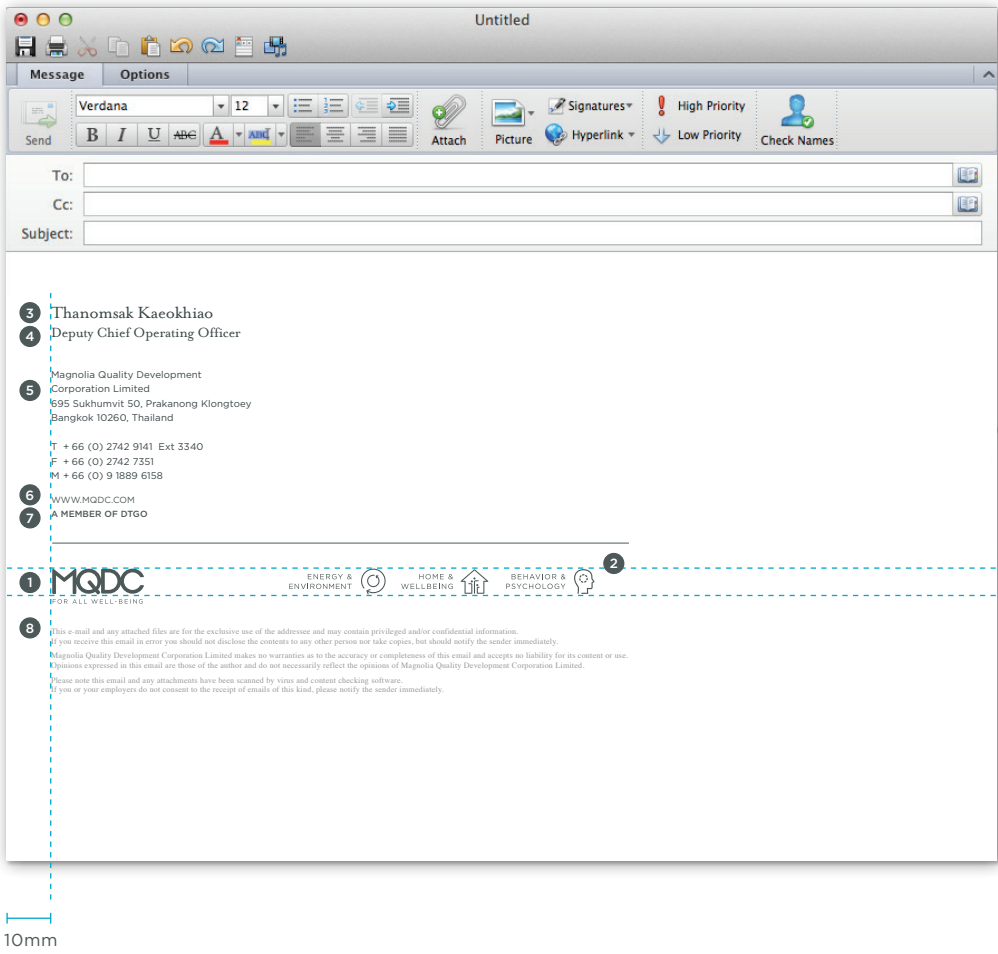 Untitled
Message Options
Verdana 12 Signatures High Priority
B I U ABC A ABC Hyperlink Low Priority
Send Attach Picture Check Names
To:
Cc:
Subject:
3 Thanomsak Kaeokhiao
4 Deputy Chief Operating Officer
Magnolia Quality Development
5 Corporation Limited
695 Sukhumvit 50, Prakanong Klongtoey
Bangkok 10260, Thailand
T + 66 (0) 2742 9141 Ext 3340
F + 66 (0) 2742 7351
M + 66 (0) 9 1889 6158
6 WWW.MQDC.COM
7 A MEMBER OF DTGO
2
1 MQDC
FOR ALL WELL-BEING
ENERGY &
ENVIRONMENT
HOME &
WELLBEING
BEHAVIOR &
PSYCHOLOGY
8 This e-mail and any attached files are for the exclusive use of the addressee and may contain privileged and/or confidential information.
If you receive this email in error you should not disclose the contents to any other person nor take copies, but should notify the sender immediately.
Magnolia Quality Development Corporation Limited makes no warranties as to the accuracy or completeness of this email and accepts no liability for its content or use.
Opinions expressed in this email are those of the author and do not necessarily reflect the opinions of Magnolia Quality Development Corporation Limited.
Please note this email and any attachments have been scanned by virus and content checking software.
If you or your employers do not consent to the receipt of emails of this kind, please notify the sender immediately.
10mm